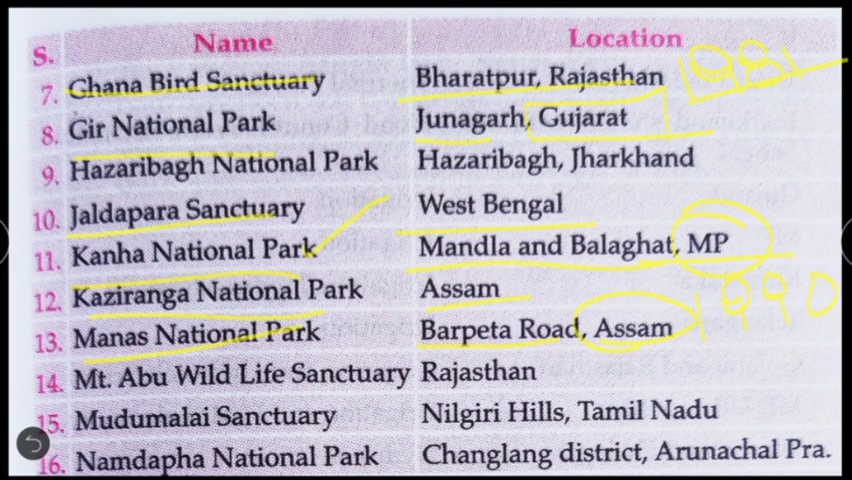 S. Name Location
7. Ghana Bird Sanctuary Bharatpur, Rajasthan 1981
8. Gir National Park Junagarh, Gujarat
9. Hazaribagh National Park Hazaribagh, Jharkhand
10. Jaldapara Sanctuary West Bengal
11. Kanha National Park Mandla and Balaghat, MP
12. Kaziranga National Park Assam
13. Manas National Park Barpeta Road, Assam 1990
14. Mt. Abu Wild Life Sanctuary Rajasthan
15. Mudumalai Sanctuary Nilgiri Hills, Tamil Nadu
16. Namdapha National Park Changlang district, Arunachal Pra.